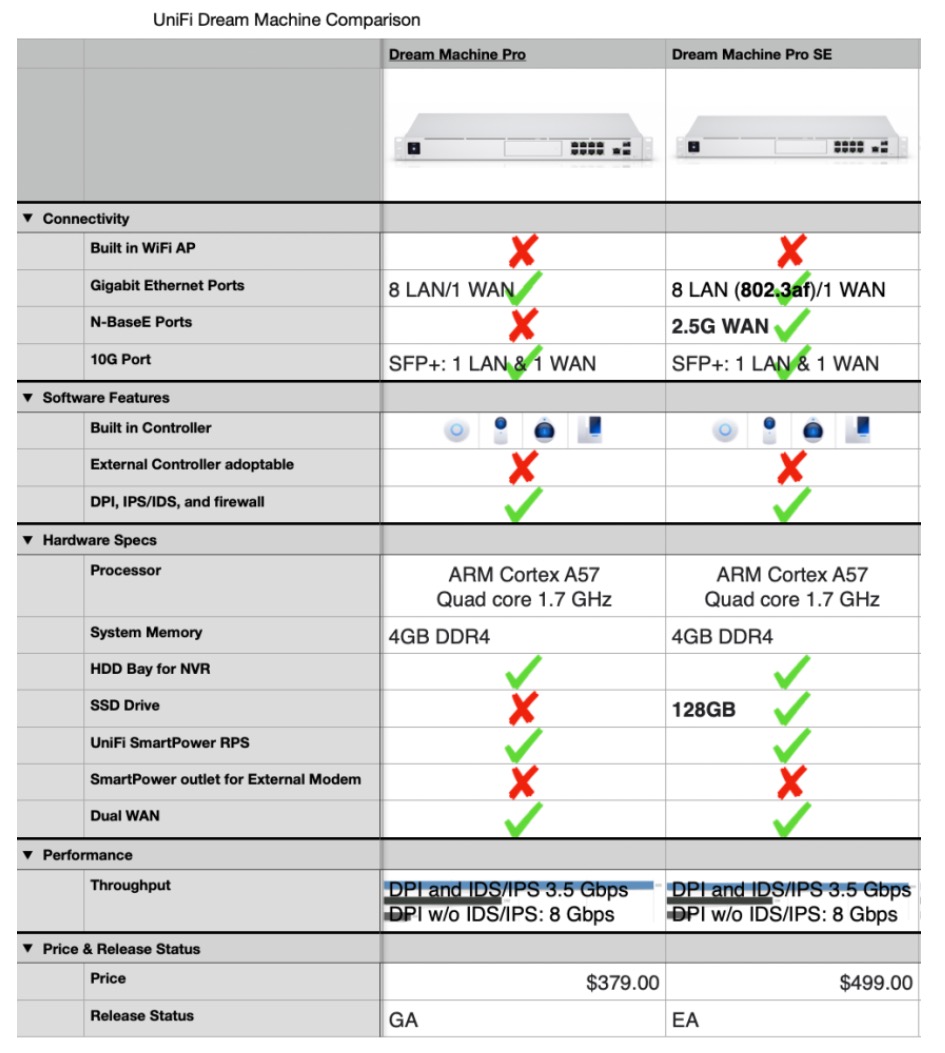 UniFi Dream Machine Comparison
Dream Machine Pro
Dream Machine Pro SE
Connectivity
Built in WiFi AP
Gigabit Ethernet Ports
8 LAN/1 WAN
8 LAN (802.3af)/1 WAN
N-BaseE Ports
2.5G WAN
10G Port
SFP+: 1 LAN & 1 WAN
SFP+: 1 LAN & 1 WAN
Software Features
Built in Controller
External Controller adoptable
DPI, IPS/IDS, and firewall
Hardware Specs
Processor
ARM Cortex A57
Quad core 1.7 GHz
ARM Cortex A57
Quad core 1.7 GHz
System Memory
4GB DDR4
4GB DDR4
HDD Bay for NVR
SSD Drive
128GB
UniFi SmartPower RPS
SmartPower outlet for External Modem
Dual WAN
Performance
Throughput
DPI and IDS/IPS 3.5 Gbps
DPI w/o IDS/IPS: 8 Gbps
DPI and IDS/IPS 3.5 Gbps
DPI w/o IDS/IPS: 8 Gbps
Price & Release Status
Price
$379.00
$499.00
Release Status
GA
EA